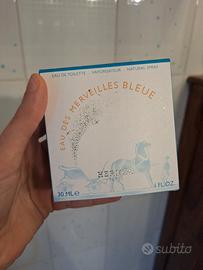 EAU DE TOILETTE · VAPORISATEUR · NATURAL SPRAY
EAU DES MERVEILLES BLEUE
HERMÈS
30 ML e
1 FL.OZ.
subito